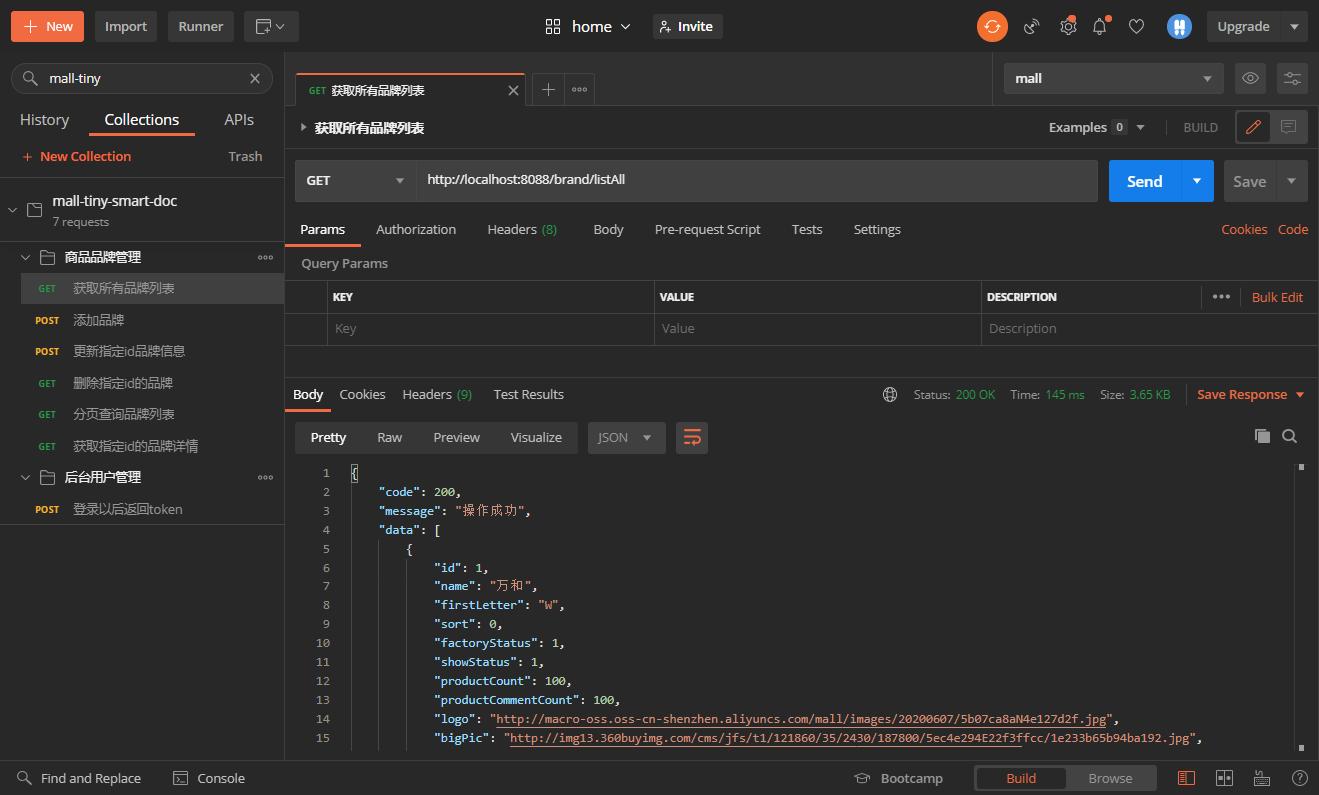 New Import Runner home Invite Upgrade
mall-tiny
History Collections APIs
New Collection Trash
mall-tiny-smart-doc
7 requests
商品品牌管理
GET 获取所有品牌列表
POST 添加品牌
POST 更新指定id品牌信息
GET 删除指定id的品牌
GET 分页查询品牌列表
GET 获取指定id的品牌详情
后台用户管理
POST 登录以后返回token
GET 获取所有品牌列表
mall
获取所有品牌列表 Examples 0 BUILD
GET http://localhost:8088/brand/listAll Send Save
Params Authorization Headers (8) Body Pre-request Script Tests Settings Cookies Code
Query Params
KEY VALUE DESCRIPTION Bulk Edit
Key Value Description
Body Cookies Headers (9) Test Results Status: 200 OK Time: 145 ms Size: 3.65 KB Save Response
Pretty Raw Preview Visualize JSON
1 {
2 "code": 200,
3 "message": "操作成功",
4 "data": [
5 {
6 "id": 1,
7 "name": "万和",
8 "firstLetter": "W",
9 "sort": 0,
10 "factoryStatus": 1,
11 "showStatus": 1,
12 "productCount": 100,
13 "productCommentCount": 100,
14 "logo": "http://macro-oss.oss-cn-shenzhen.aliyuncs.com/mall/images/20200607/5b07ca8aN4e127d2f.jpg",
15 "bigPic": "http://img13.360buyimg.com/cms/jfs/t1/121860/35/2430/187800/5ec4e294E22f3ffcc/1e233b65b94ba192.jpg",
Find and Replace Console Bootcamp Build Browse